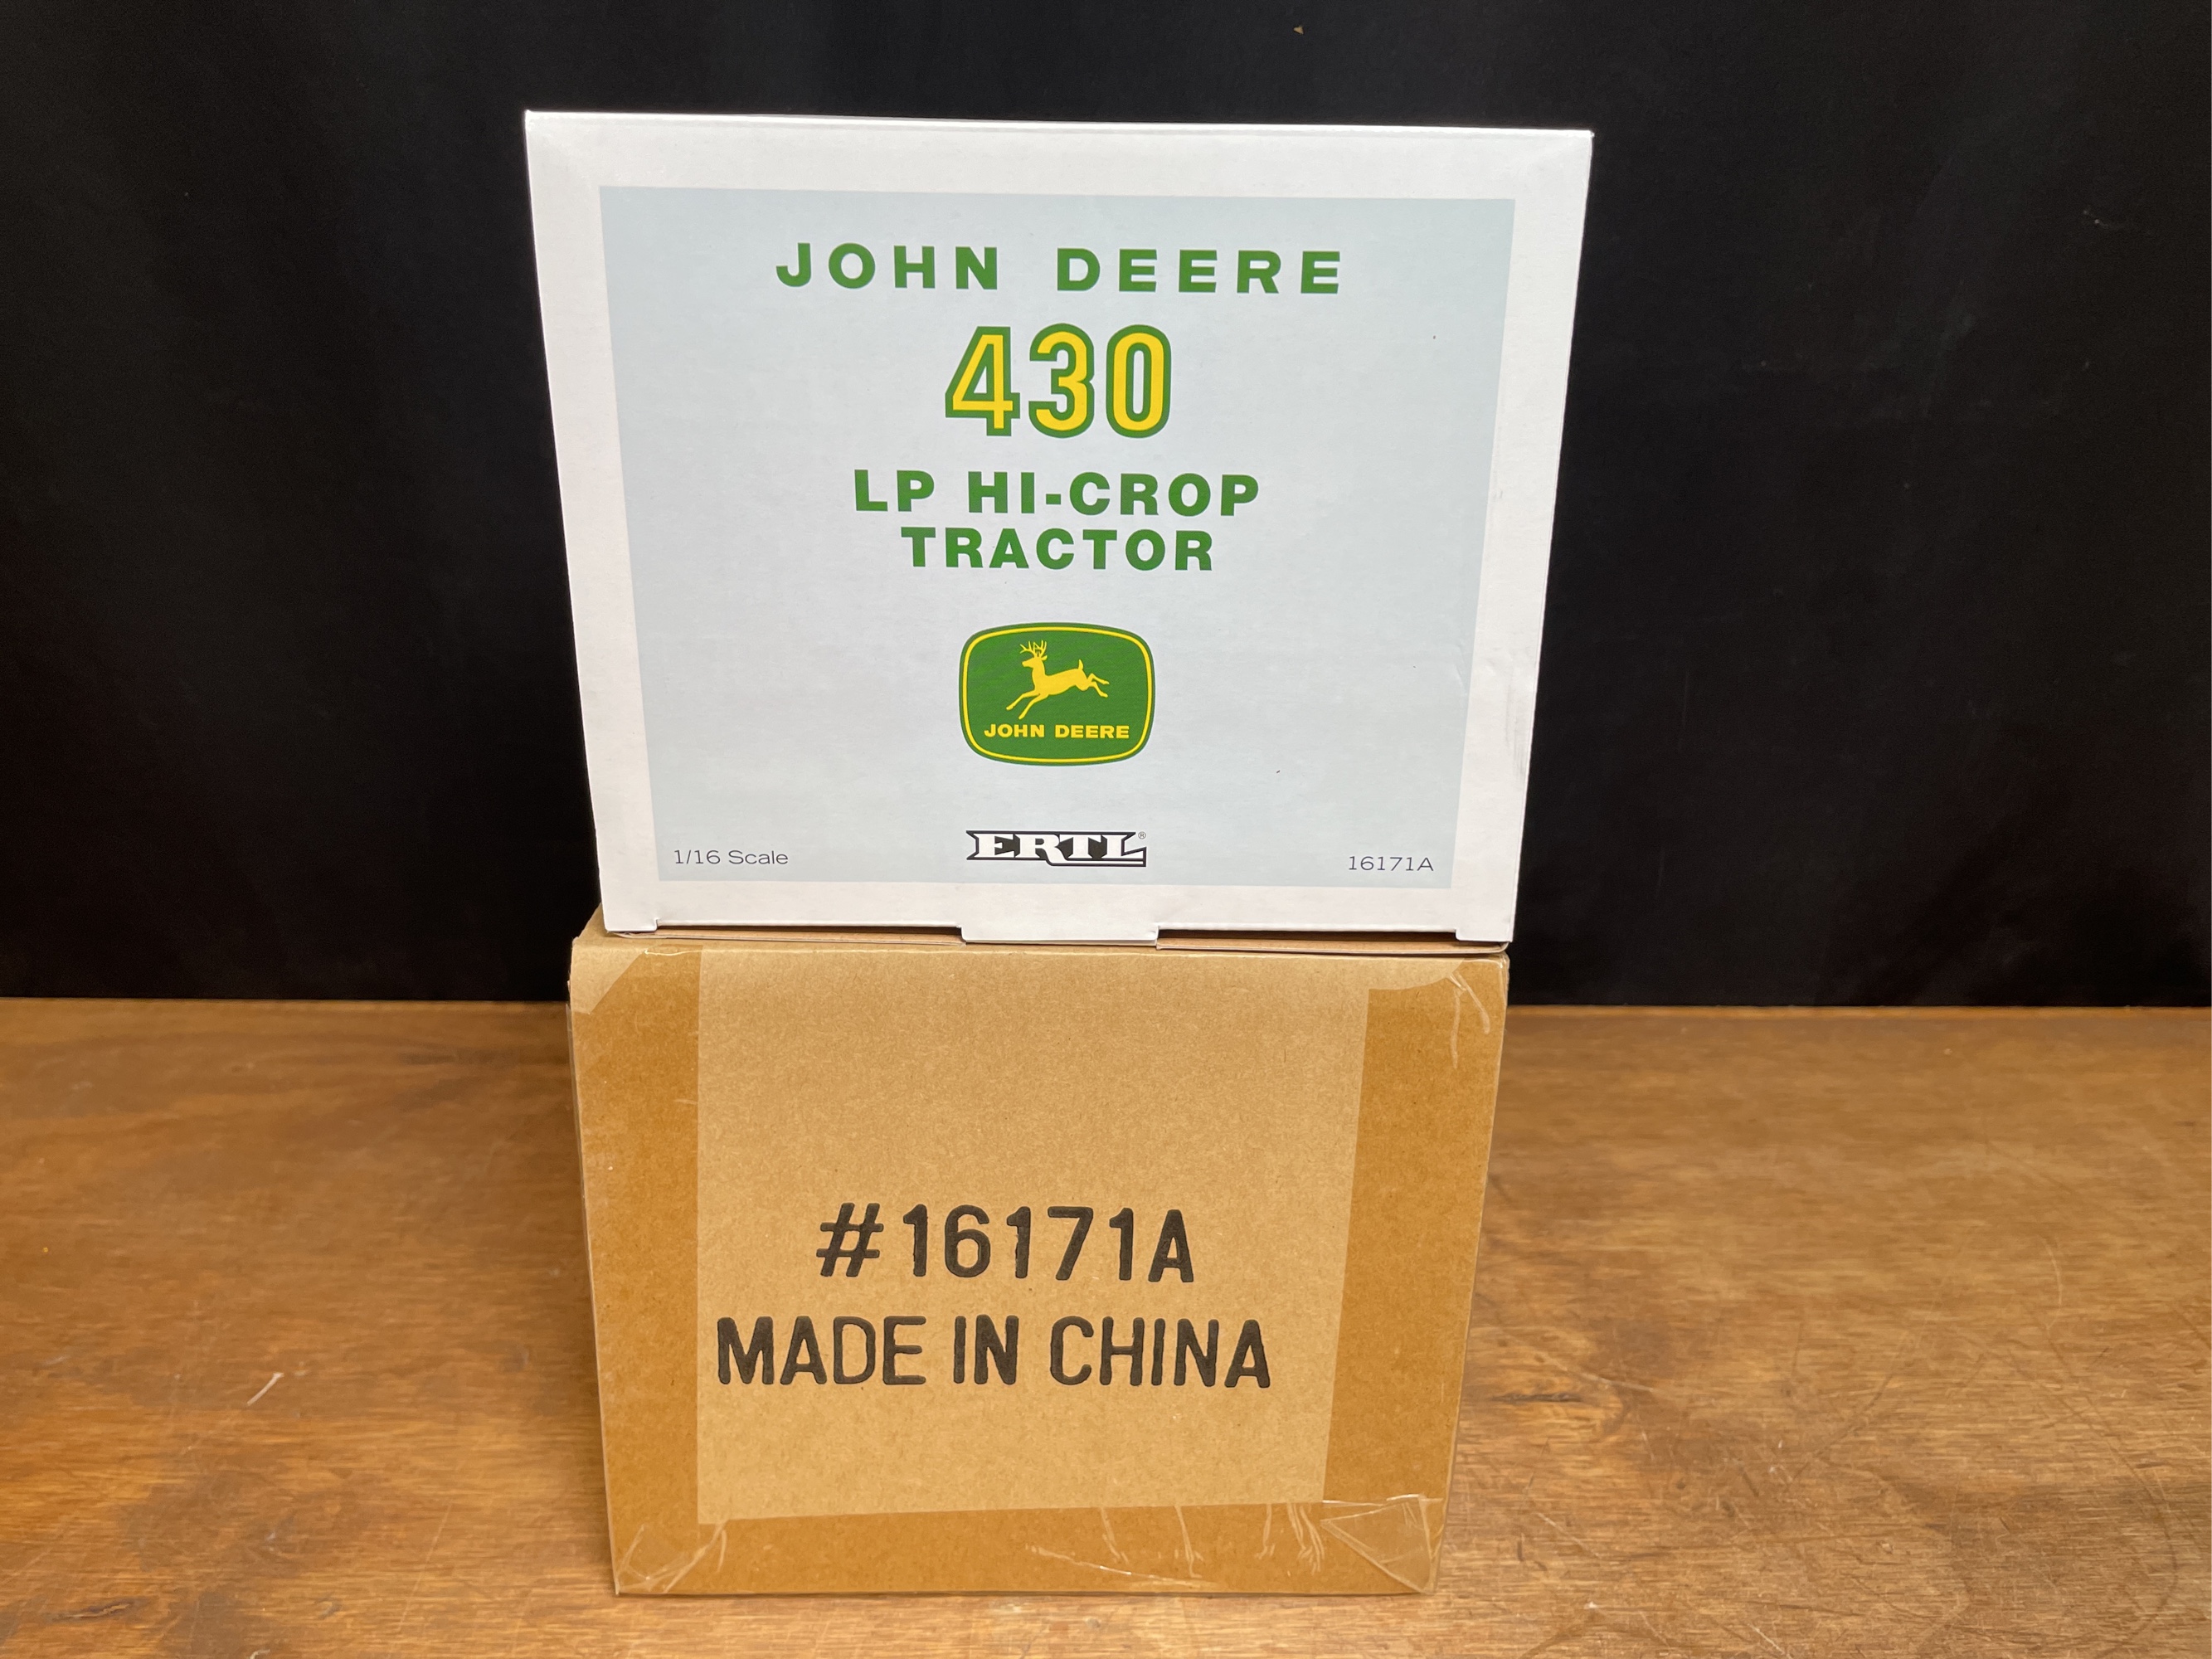 JOHN DEERE
430
LP HI-CROP
TRACTOR
JOHN DEERE
1/16 Scale
ERTL®
16171A
#16171A
MADE IN CHINA